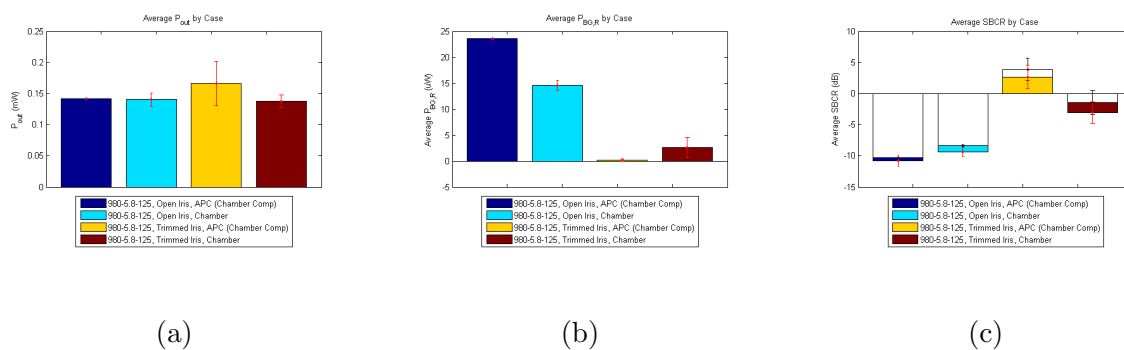 Average P_out by Case
P_out (mW)
0.25
0.2
0.15
0.1
0.05
0
980-5.8-125, Open Iris, APC (Chamber Comp)
980-5.8-125, Open Iris, Chamber
980-5.8-125, Trimmed Iris, APC (Chamber Comp)
980-5.8-125, Trimmed Iris, Chamber
(a)
Average P_BG,R by Case
Average P_BG,R (uW)
25
20
15
10
5
0
-5
980-5.8-125, Open Iris, APC (Chamber Comp)
980-5.8-125, Open Iris, Chamber
980-5.8-125, Trimmed Iris, APC (Chamber Comp)
980-5.8-125, Trimmed Iris, Chamber
(b)
Average SBCR by Case
Average SBCR (dB)
10
5
0
-5
-10
-15
980-5.8-125, Open Iris, APC (Chamber Comp)
980-5.8-125, Open Iris, Chamber
980-5.8-125, Trimmed Iris, APC (Chamber Comp)
980-5.8-125, Trimmed Iris, Chamber
(c)